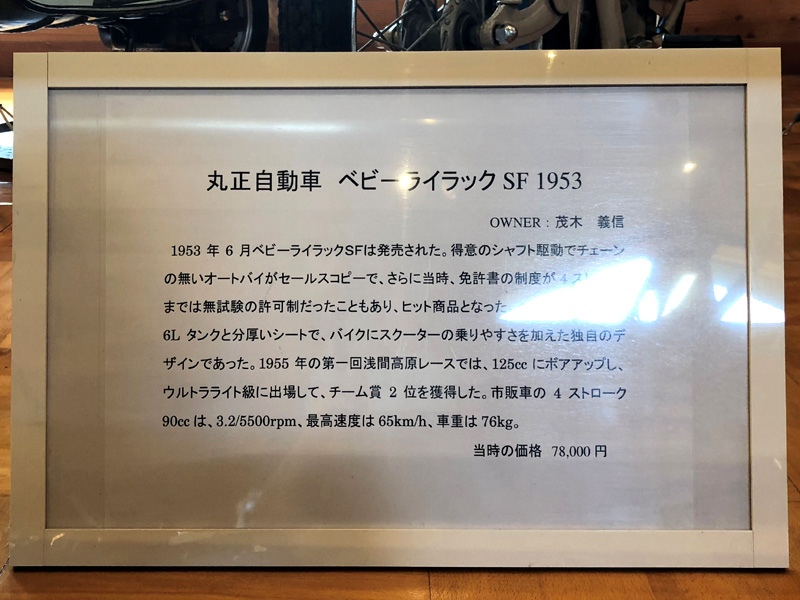 丸正自動車 ベビーライラック SF 1953
OWNER：茂木 義信
1953 年 6 月ベビーライラックSFは発売された。得意のシャフト駆動でチェーン
の無いオートバイがセールスコピーで、さらに当時、免許書の制度が 4 スト
までは無試験の許可制だったこともあり、ヒット商品となった
6L タンクと分厚いシートで、バイクにスクーターの乗りやすさを加えた独自のデ
ザインであった。1955 年の第一回浅間高原レースでは、125cc にボアアップし、
ウルトラライト級に出場して、チーム賞 2 位を獲得した。市販車の 4 ストローク
90cc は、3.2/5500rpm、最高速度は 65km/h、車重は 76kg。
当時の価格 78,000 円